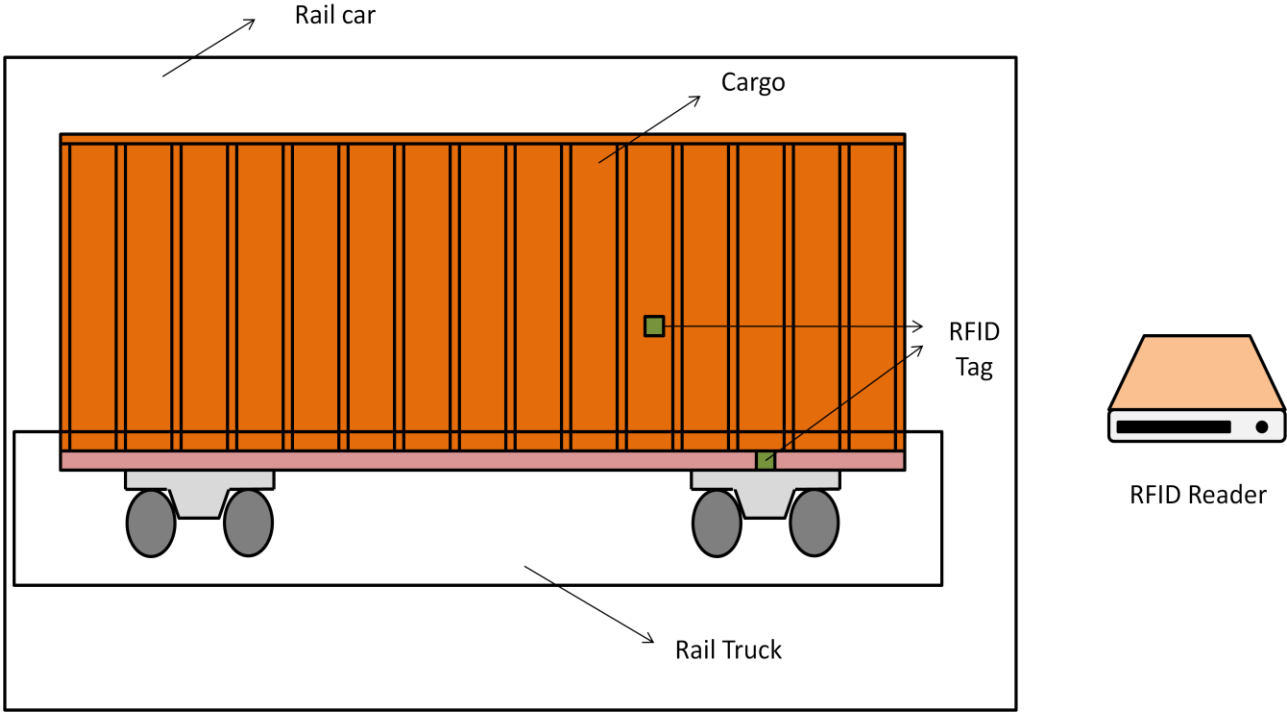 Rail car
Cargo
RFID
Tag
RFID Reader
Rail Truck